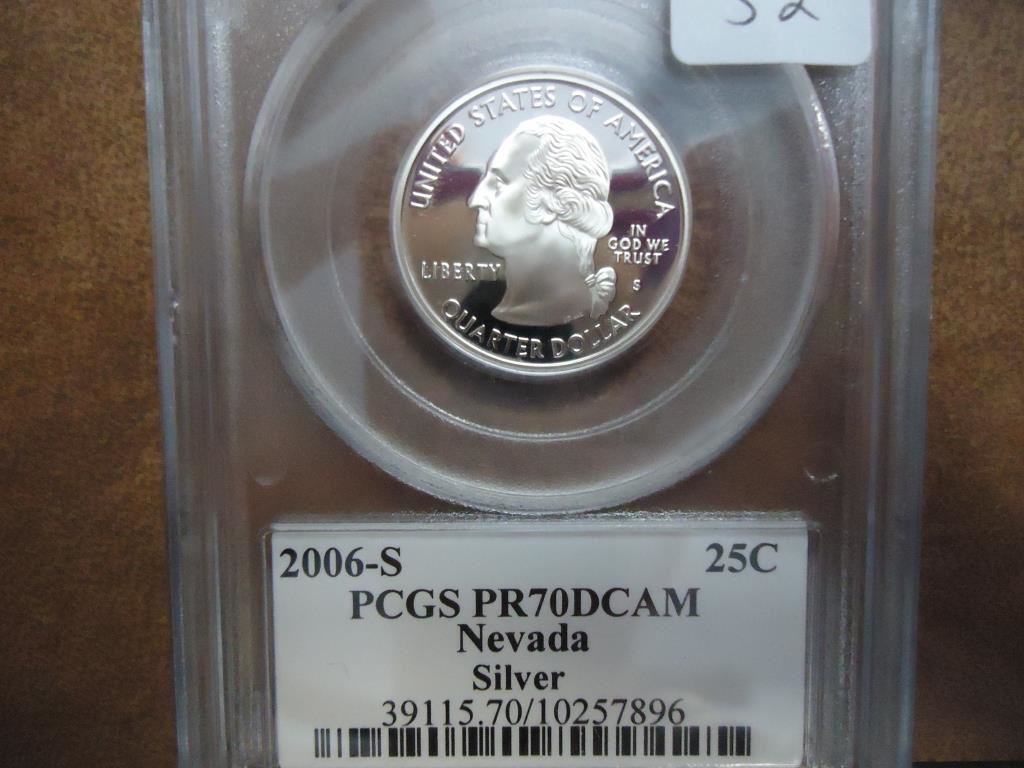 52
UNITED STATES OF AMERICA
LIBERTY
IN
GOD WE
TRUST
S
QUARTER DOLLAR
2006-S 25C
PCGS PR70DCAM
Nevada
Silver
39115.70/10257896